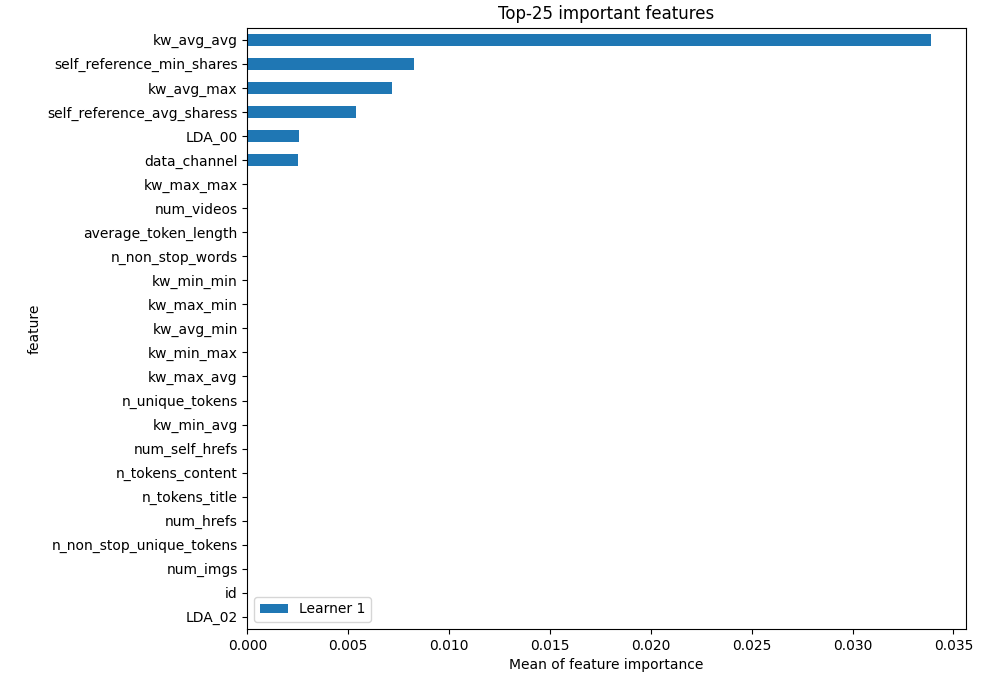 Top-25 important features
kw_avg_avg
self_reference_min_shares
kw_avg_max
self_reference_avg_sharess
LDA_00
data_channel
kw_max_max
num_videos
average_token_length
n_non_stop_words
kw_min_min
kw_max_min
kw_avg_min
kw_min_max
kw_max_avg
n_unique_tokens
kw_min_avg
num_self_hrefs
n_tokens_content
n_tokens_title
num_hrefs
n_non_stop_unique_tokens
num_imgs
id
LDA_02
feature
Learner 1
0.000 0.005 0.010 0.015 0.020 0.025 0.030 0.035
Mean of feature importance